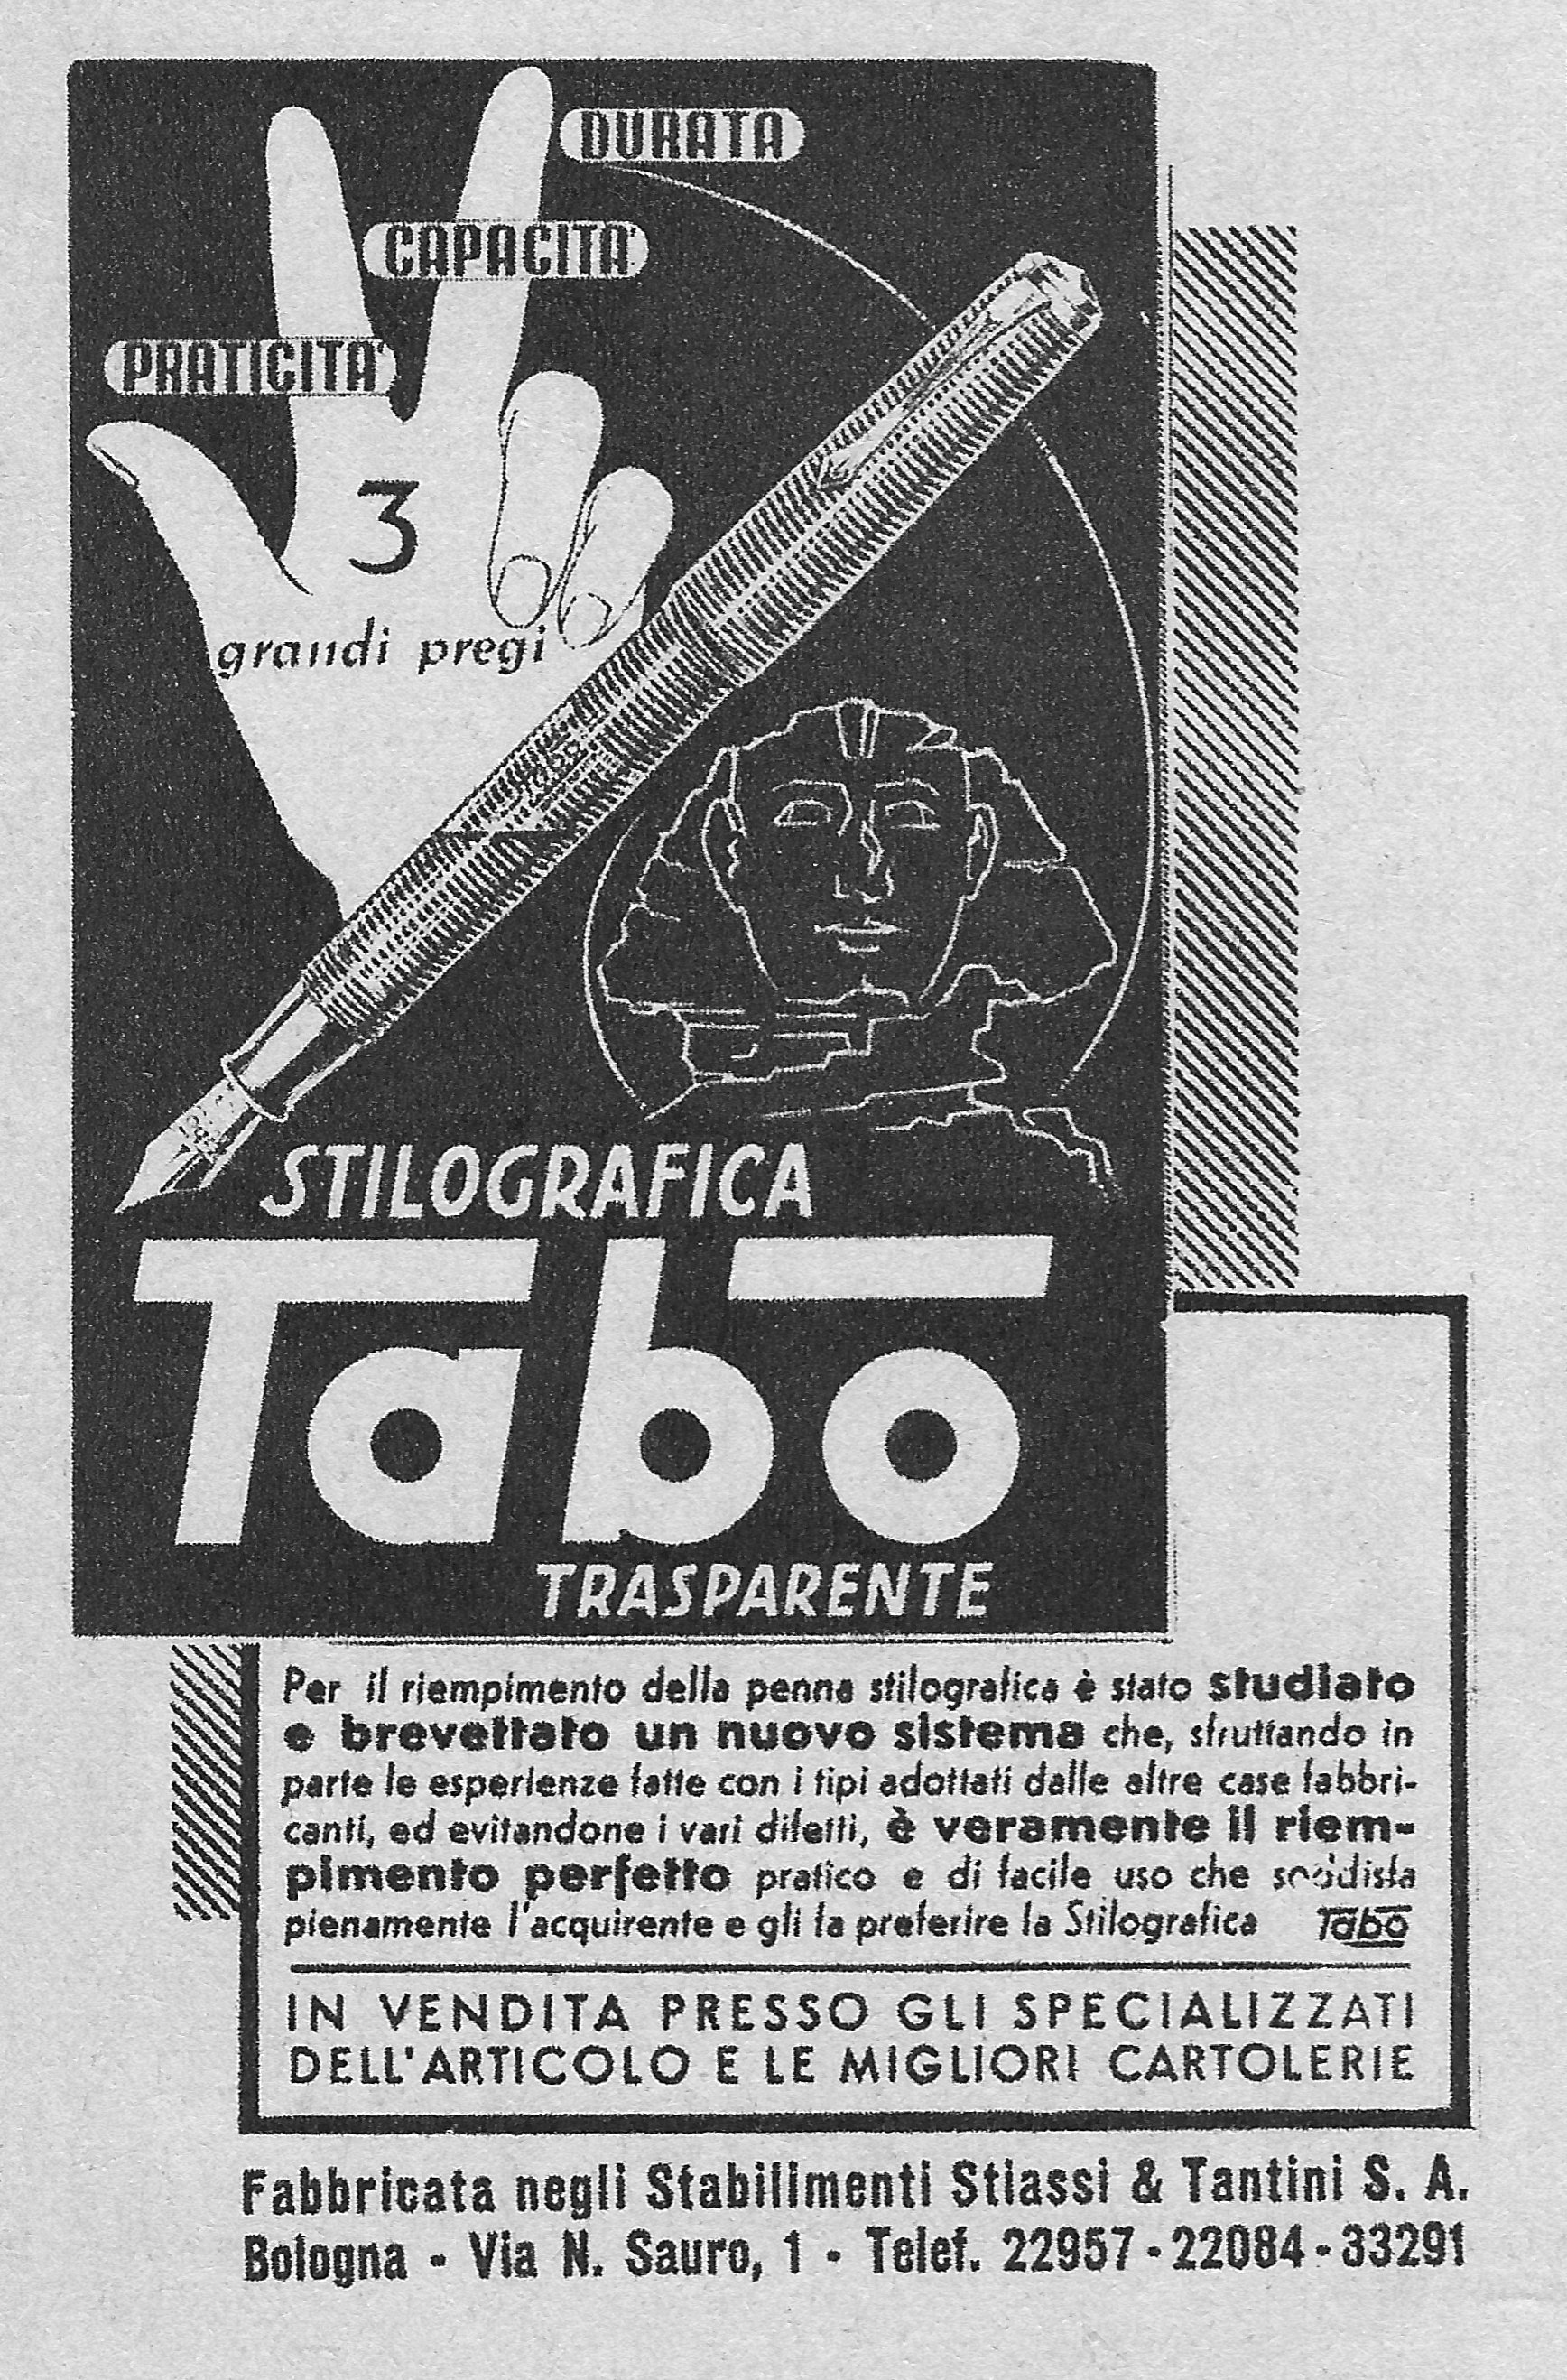 DURATA
CAPACITA'
PRATICITA'
3
grandi pregi
STILOGRAFICA
Tabo
TRASPARENTE
Per il riempimento della penna stilografica è stato studiato
e brevettato un nuovo sistema che, sfruttando in
parte le esperienze fatte con i tipi adottati dalle altre case fabbri-
canti, ed evitandone i vari difetti, è veramente il riem-
pimento perfetto pratico e di facile uso che soddisfa
pienamente l'acquirente e gli fa preferire la Stilografica Tabo
IN VENDITA PRESSO GLI SPECIALIZZATI
DELL'ARTICOLO E LE MIGLIORI CARTOLERIE
Fabbricata negli Stabilimenti Stiassi & Tantini S. A.
Bologna - Via N. Sauro, 1 - Telef. 22957 - 22084 - 33291